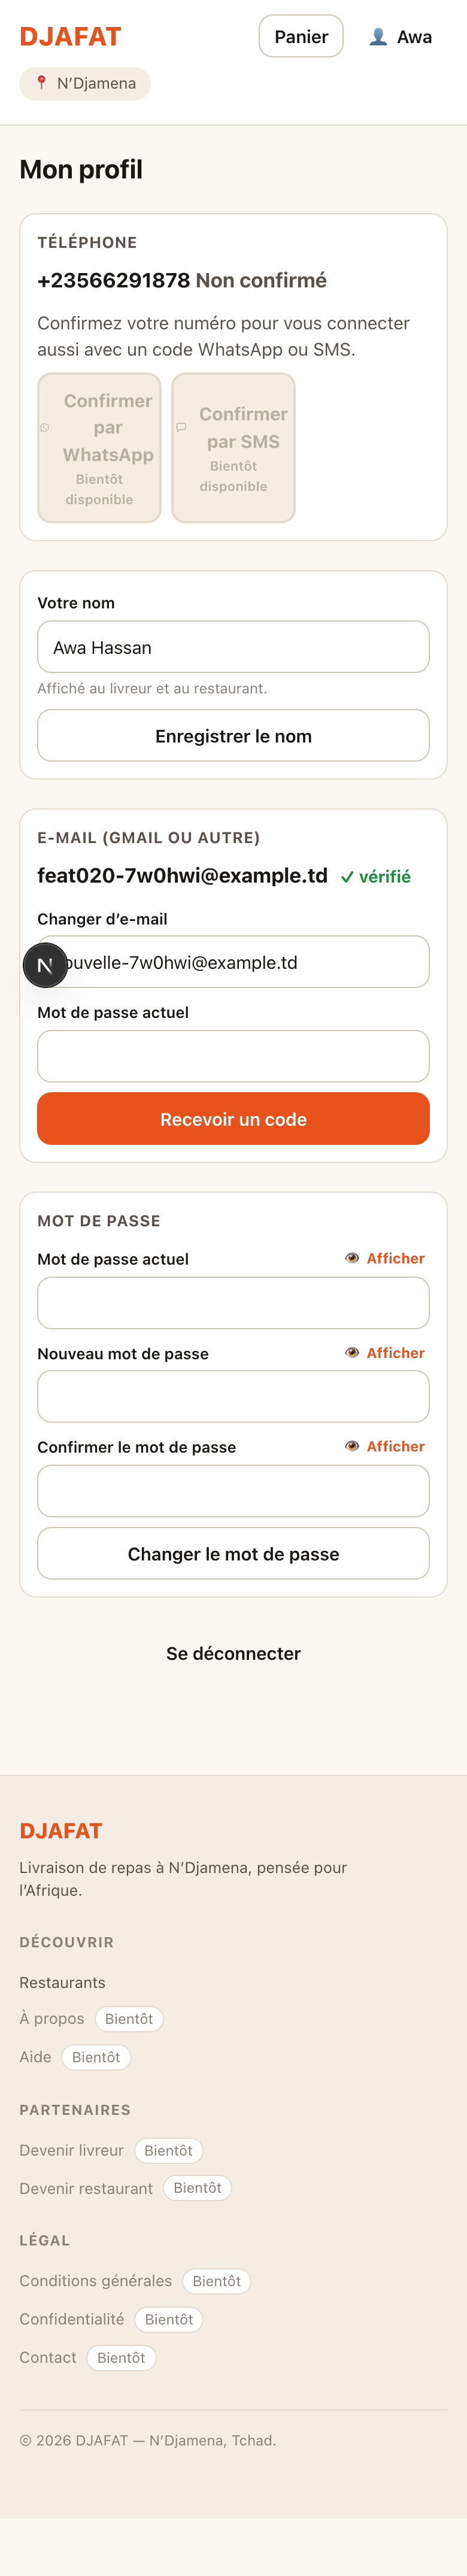 DJAFAT
Panier
Awa
N’Djamena
Mon profil
TÉLÉPHONE
+23566291878 Non confirmé
Confirmez votre numéro pour vous connecter
aussi avec un code WhatsApp ou SMS.
Confirmer
par
WhatsApp
Bientôt
disponible
Confirmer
par SMS
Bientôt
disponible
Votre nom
Awa Hassan
Affiché au livreur et au restaurant.
Enregistrer le nom
E-MAIL (GMAIL OU AUTRE)
feat020-7w0hwi@example.td ✓ vérifié
Changer d’e-mail
N
ouvelle-7w0hwi@example.td
Mot de passe actuel
Recevoir un code
MOT DE PASSE
Mot de passe actuel
Afficher
Nouveau mot de passe
Afficher
Confirmer le mot de passe
Afficher
Changer le mot de passe
Se déconnecter
DJAFAT
Livraison de repas à N’Djamena, pensée pour
l’Afrique.
DÉCOUVRIR
Restaurants
À propos Bientôt
Aide Bientôt
PARTENAIRES
Devenir livreur Bientôt
Devenir restaurant Bientôt
LÉGAL
Conditions générales Bientôt
Confidentialité Bientôt
Contact Bientôt
© 2026 DJAFAT — N’Djamena, Tchad.